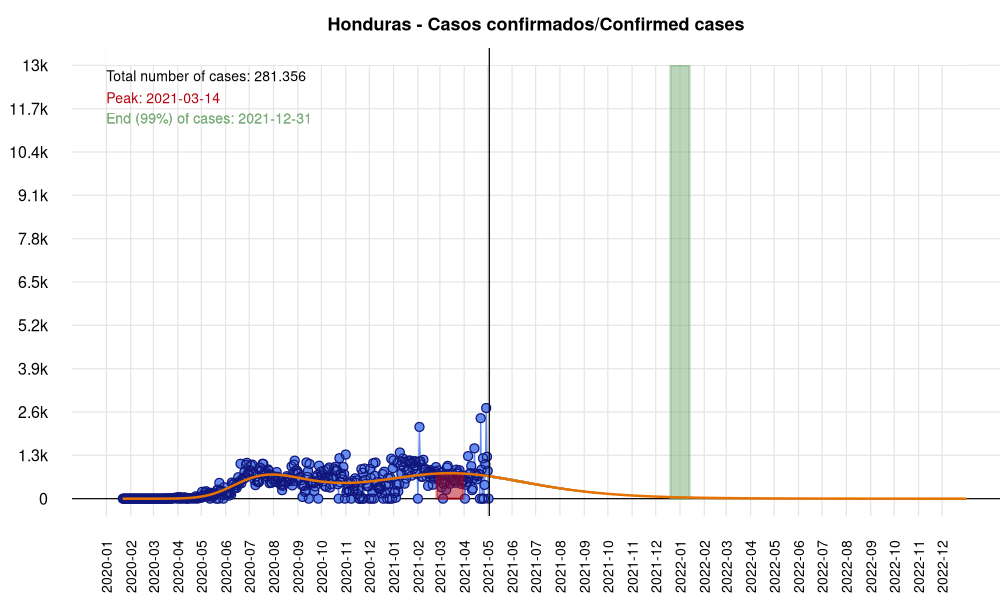 Honduras - Casos confirmados/Confirmed cases
Total number of cases: 281.356
Peak: 2021-03-14
End (99%) of cases: 2021-12-31
13k
11.7k
10.4k
9.1k
7.8k
6.5k
5.2k
3.9k
2.6k
1.3k
0
2020-01
2020-02
2020-03
2020-04
2020-05
2020-06
2020-07
2020-08
2020-09
2020-10
2020-11
2020-12
2021-01
2021-02
2021-03
2021-04
2021-05
2021-06
2021-07
2021-08
2021-09
2021-10
2021-11
2021-12
2022-01
2022-02
2022-03
2022-04
2022-05
2022-06
2022-07
2022-08
2022-09
2022-10
2022-11
2022-12